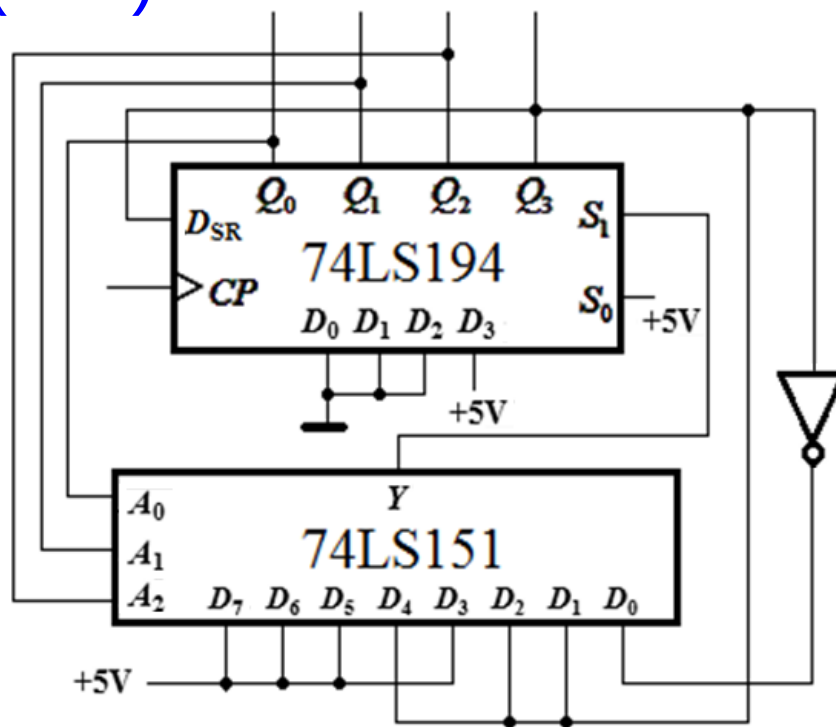 Q₀ Q₁ Q₂ Q₃
D_SR S₁
74LS194
CP S₀
+5V
D₀ D₁ D₂ D₃
+5V
A₀ Y
74LS151
A₁
A₂ D₇ D₆ D₅ D₄ D₃ D₂ D₁ D₀
+5V